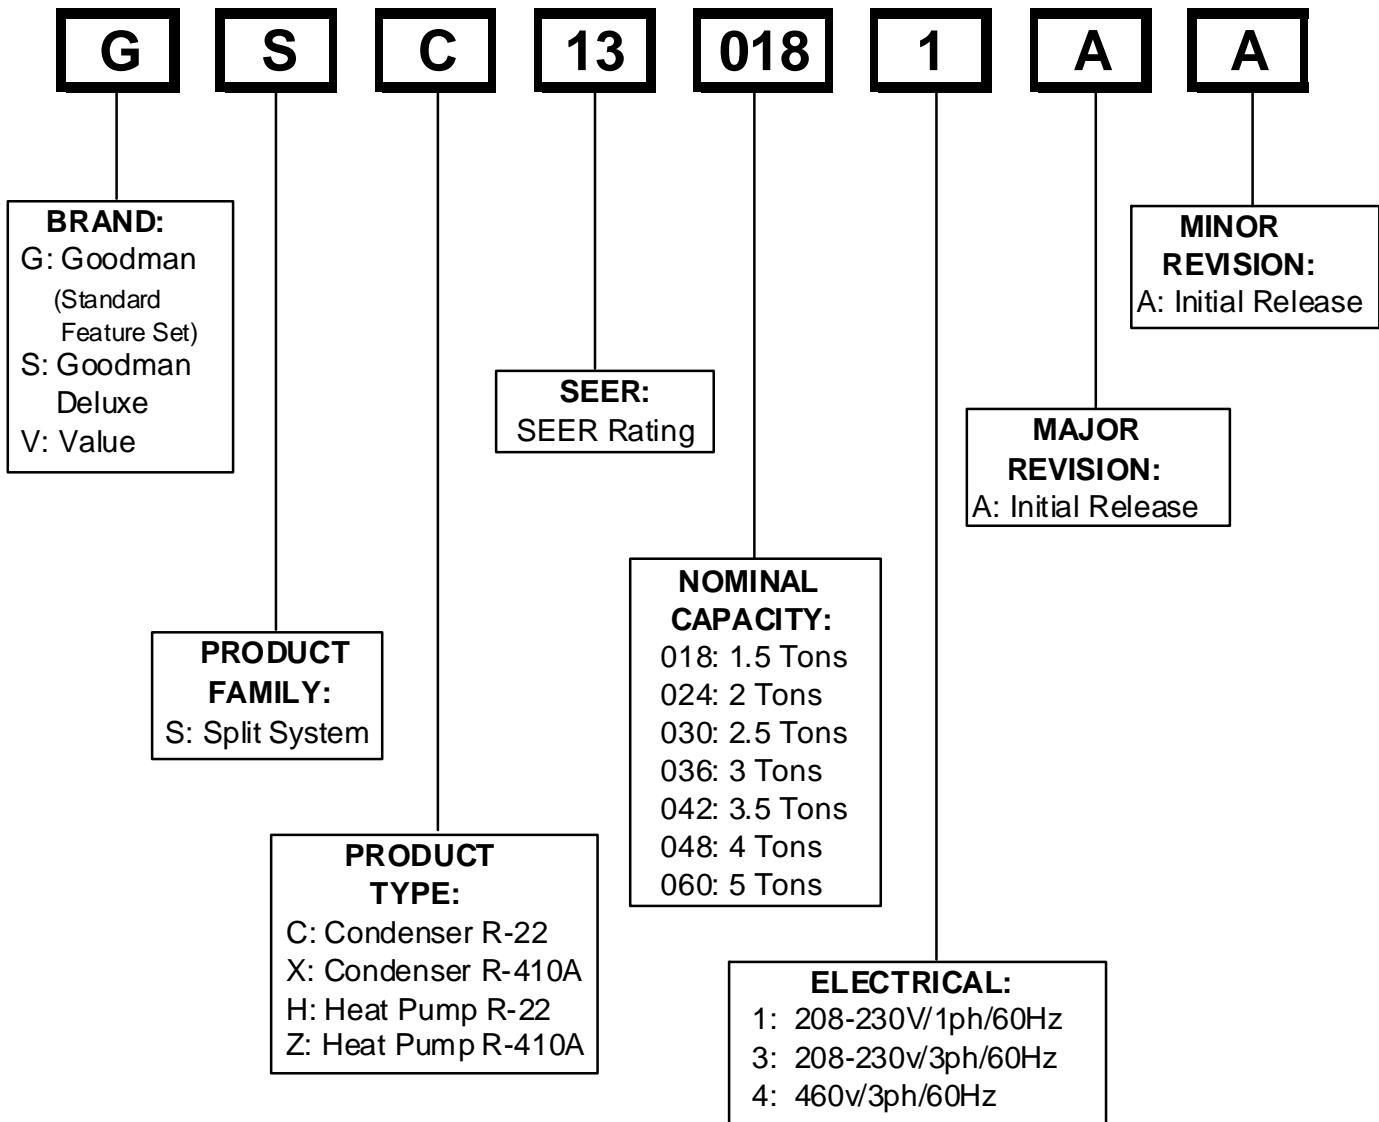 G S C 13 018 1 A A
BRAND:
G: Goodman
(Standard
Feature Set)
S: Goodman
Deluxe
V: Value
PRODUCT
FAMILY:
S: Split System
PRODUCT
TYPE:
C: Condenser R-22
X: Condenser R-410A
H: Heat Pump R-22
Z: Heat Pump R-410A
SEER:
SEER Rating
NOMINAL
CAPACITY:
018: 1.5 Tons
024: 2 Tons
030: 2.5 Tons
036: 3 Tons
042: 3.5 Tons
048: 4 Tons
060: 5 Tons
ELECTRICAL:
1: 208-230V/1ph/60Hz
3: 208-230v/3ph/60Hz
4: 460v/3ph/60Hz
MAJOR
REVISION:
A: Initial Release
MINOR
REVISION:
A: Initial Release